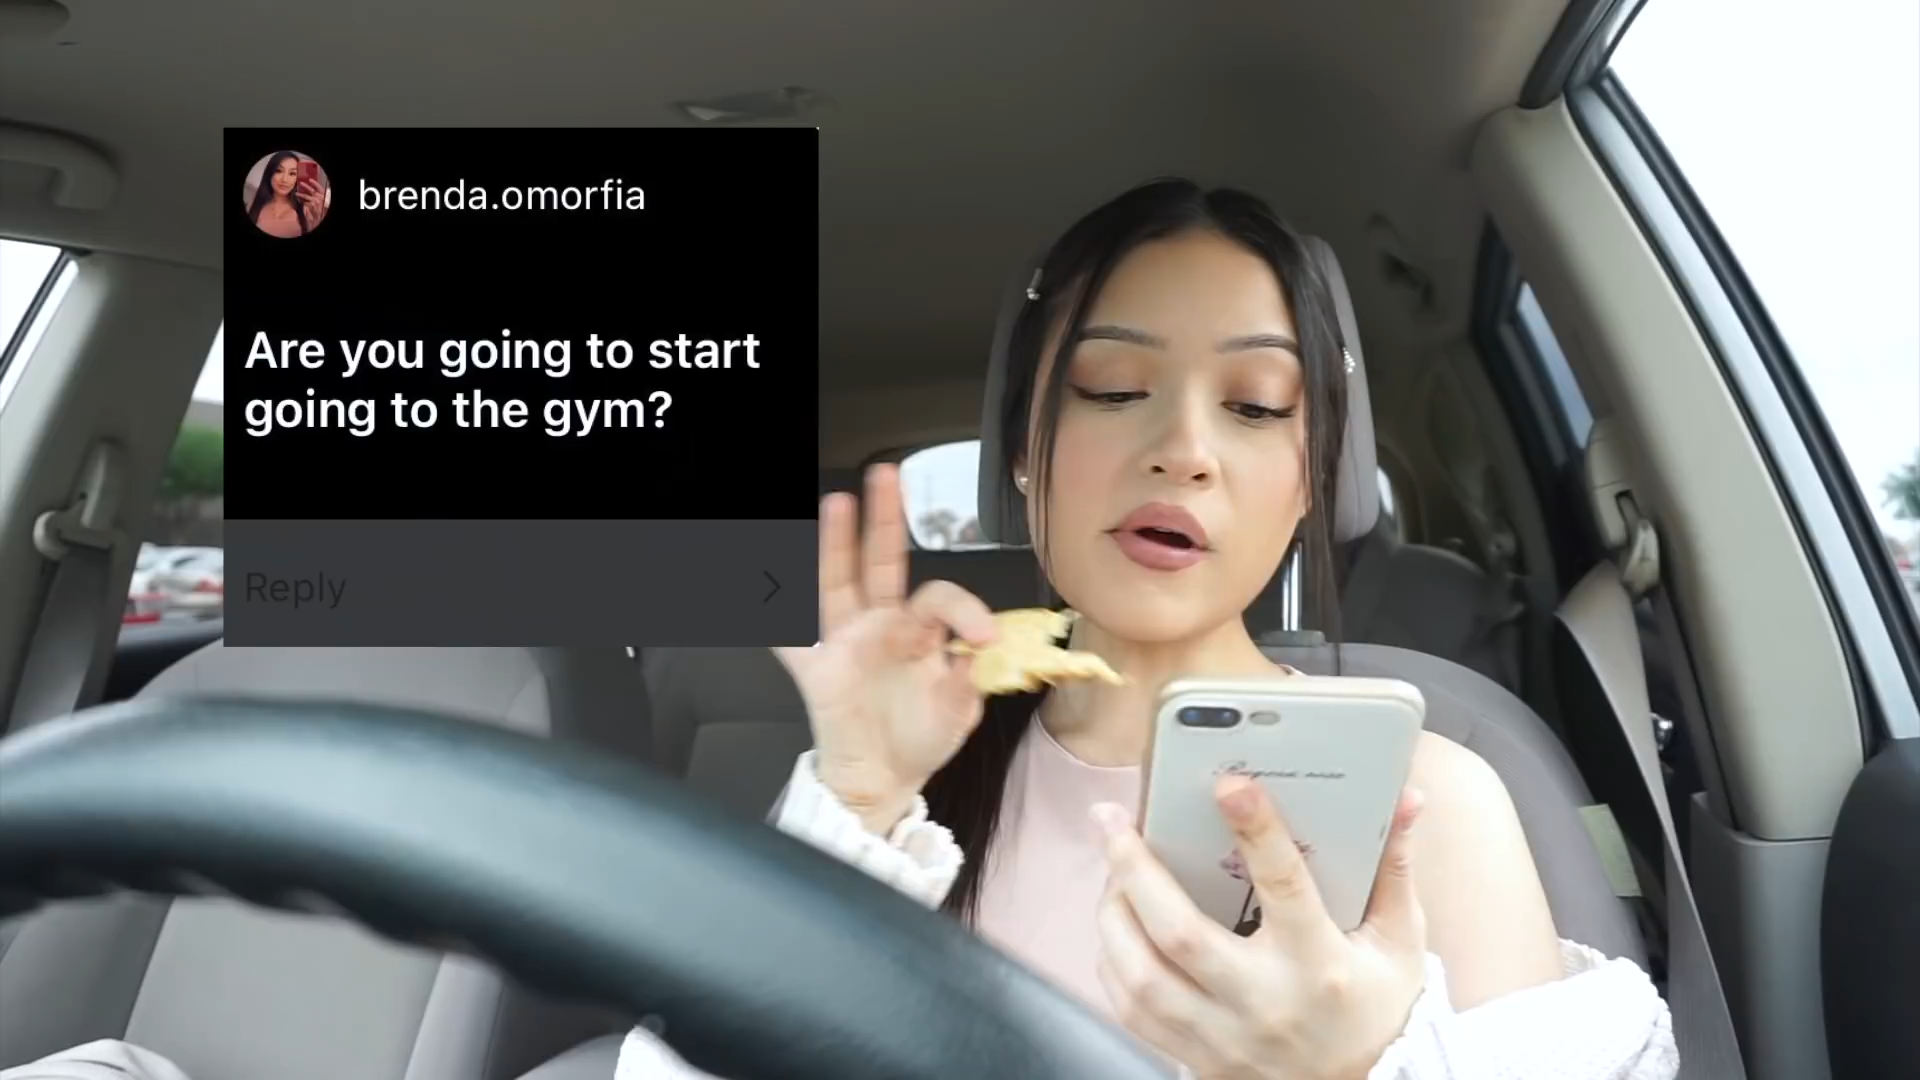 brenda.omorfia
Are you going to start
going to the gym?
Reply